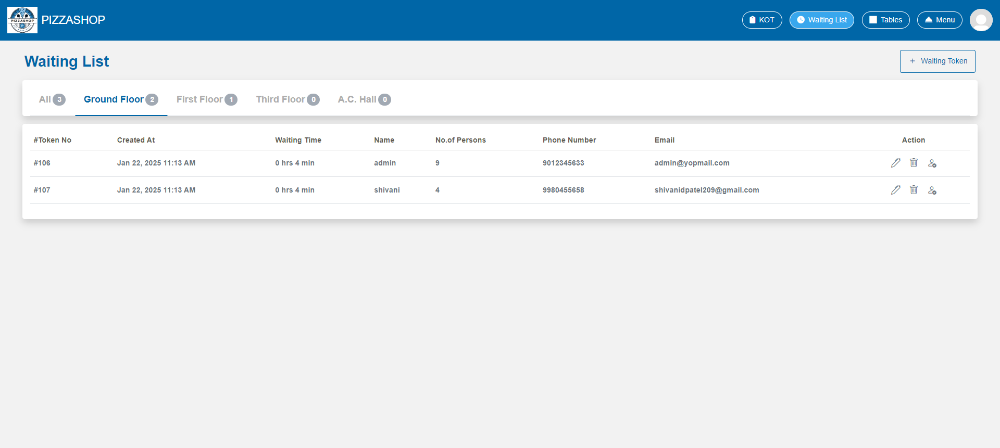 PIZZASHOP
PIZZASHOP
KOT
Waiting List
Tables
Menu
Waiting List
+ Waiting Token
All 3
Ground Floor 2
First Floor 1
Third Floor 0
A.C. Hall 0
#Token No Created At Waiting Time Name No.of Persons Phone Number Email Action
#106 Jan 22, 2025 11:13 AM 0 hrs 4 min admin 9 9012345633 admin@yopmail.com
#107 Jan 22, 2025 11:13 AM 0 hrs 4 min shivani 4 9980455658 shivanidpatel209@gmail.com